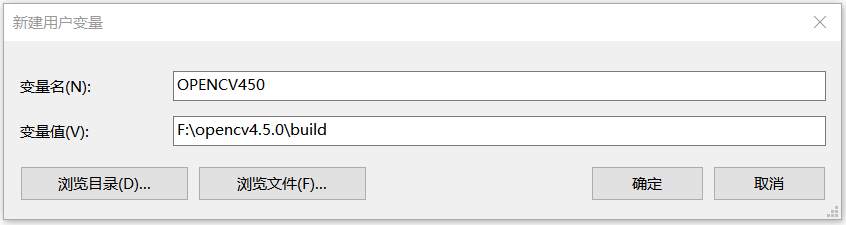 新建用户变量
变量名(N):
OPENCV450
变量值(V):
F:\opencv4.5.0\build
浏览目录(D)...
浏览文件(F)...
确定
取消